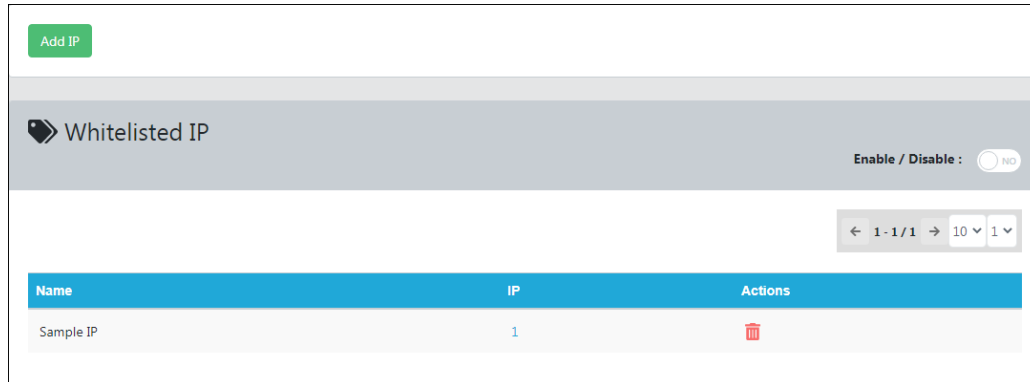 Add IP
Whitelisted IP
Enable / Disable :
NO
1 - 1 / 1 10 1
Name IP Actions
Sample IP 1